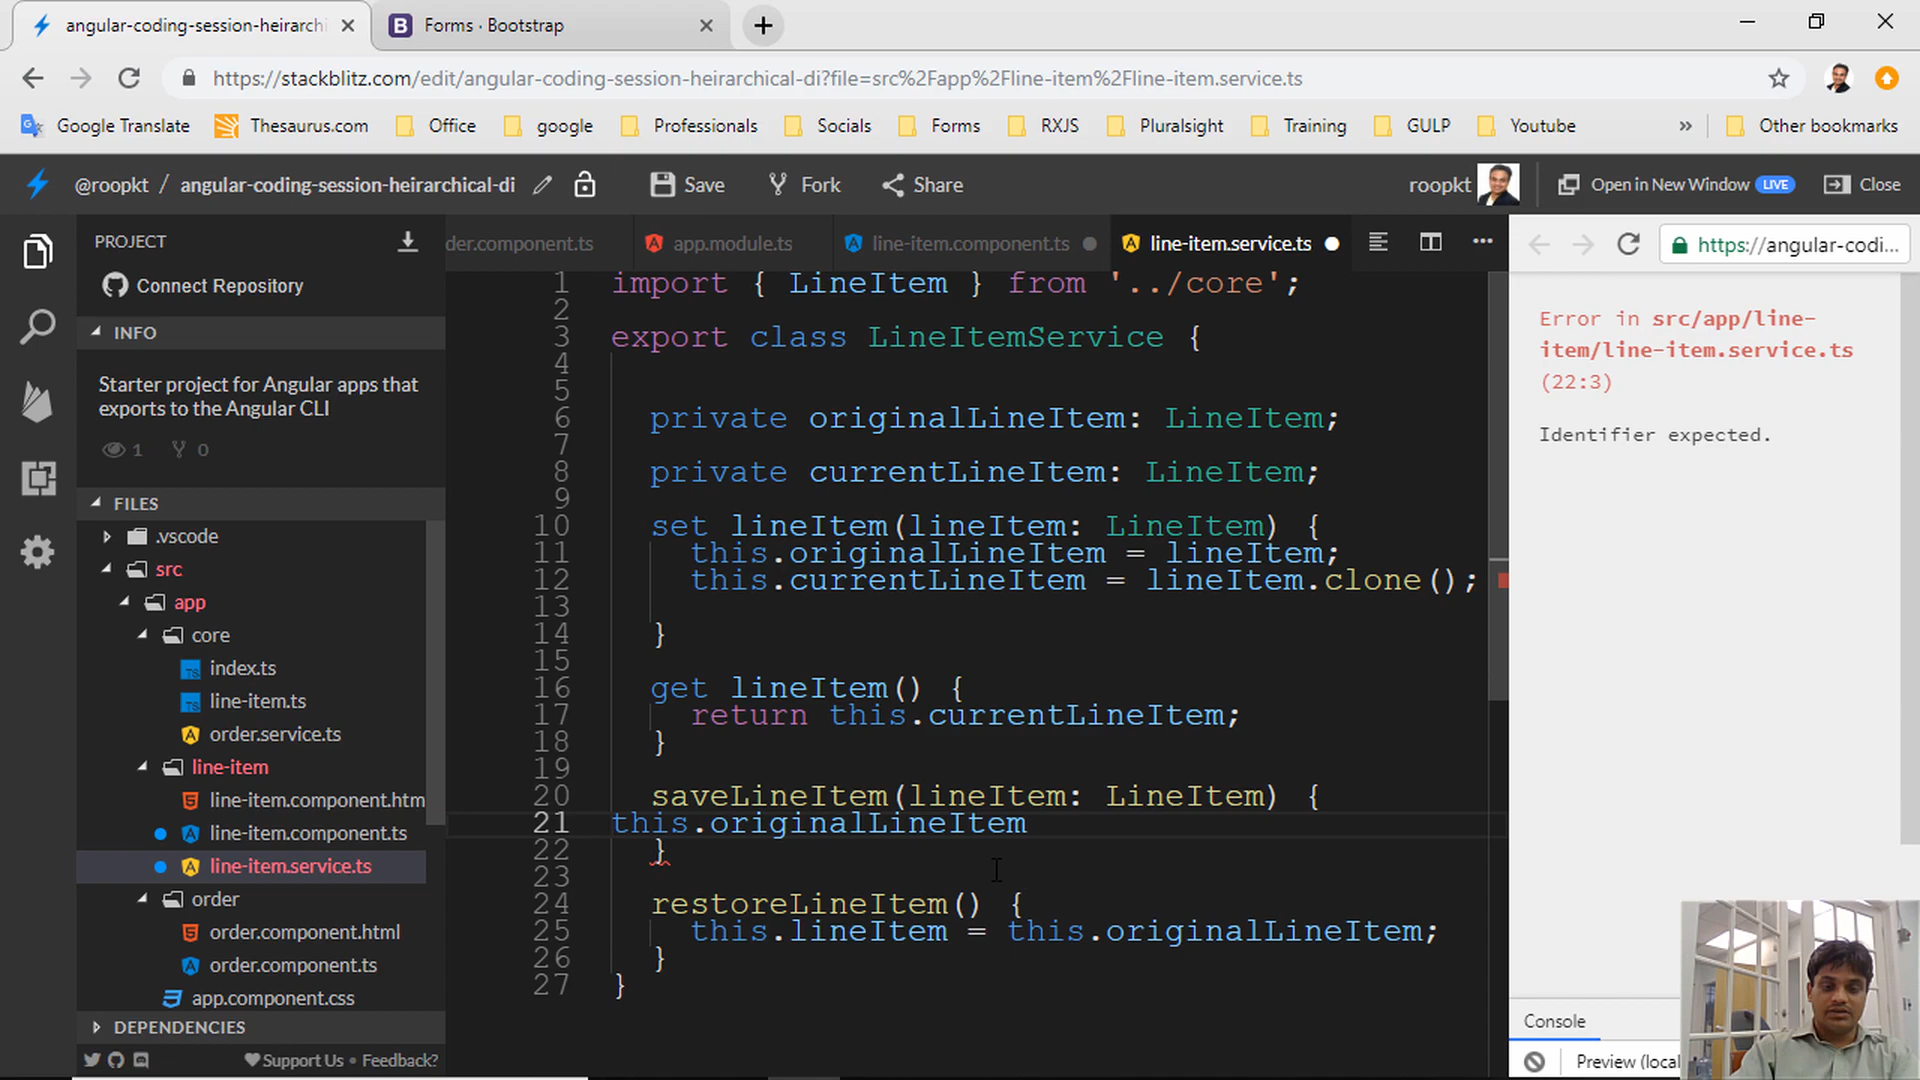 angular-coding-session-heirarchi
Forms · Bootstrap
https://stackblitz.com/edit/angular-coding-session-heirarchical-di?file=src%2Fapp%2Fline-item%2Fline-item.service.ts
Google Translate
Thesaurus.com
Office
google
Professionals
Socials
Forms
RXJS
Pluralsight
Training
GULP
Youtube
»
Other bookmarks
@roopkt / angular-coding-session-heirarchical-di
Save
Fork
Share
roopkt
Open in New Window LIVE
Close
PROJECT
Connect Repository
INFO
Starter project for Angular apps that
exports to the Angular CLI
1
0
FILES
.vscode
src
app
core
index.ts
line-item.ts
order.service.ts
line-item
line-item.component.htm
line-item.component.ts
line-item.service.ts
order
order.component.html
order.component.ts
app.component.css
DEPENDENCIES
Support Us • Feedback?
der.component.ts
app.module.ts
line-item.component.ts
line-item.service.ts
1 import { LineItem } from '../core';
2
3 export class LineItemService {
4
5
6 private originalLineItem: LineItem;
7
8 private currentLineItem: LineItem;
9
10 set lineItem(lineItem: LineItem) {
11 this.originalLineItem = lineItem;
12 this.currentLineItem = lineItem.clone();
13
14 }
15
16 get lineItem() {
17 return this.currentLineItem;
18 }
19
20 saveLineItem(lineItem: LineItem) {
21 this.originalLineItem
22 }
23
24 restoreLineItem() {
25 this.lineItem = this.originalLineItem;
26 }
27 }
https://angular-codi...
Error in src/app/line-
item/line-item.service.ts
(22:3)
Identifier expected.
Console
Preview (local